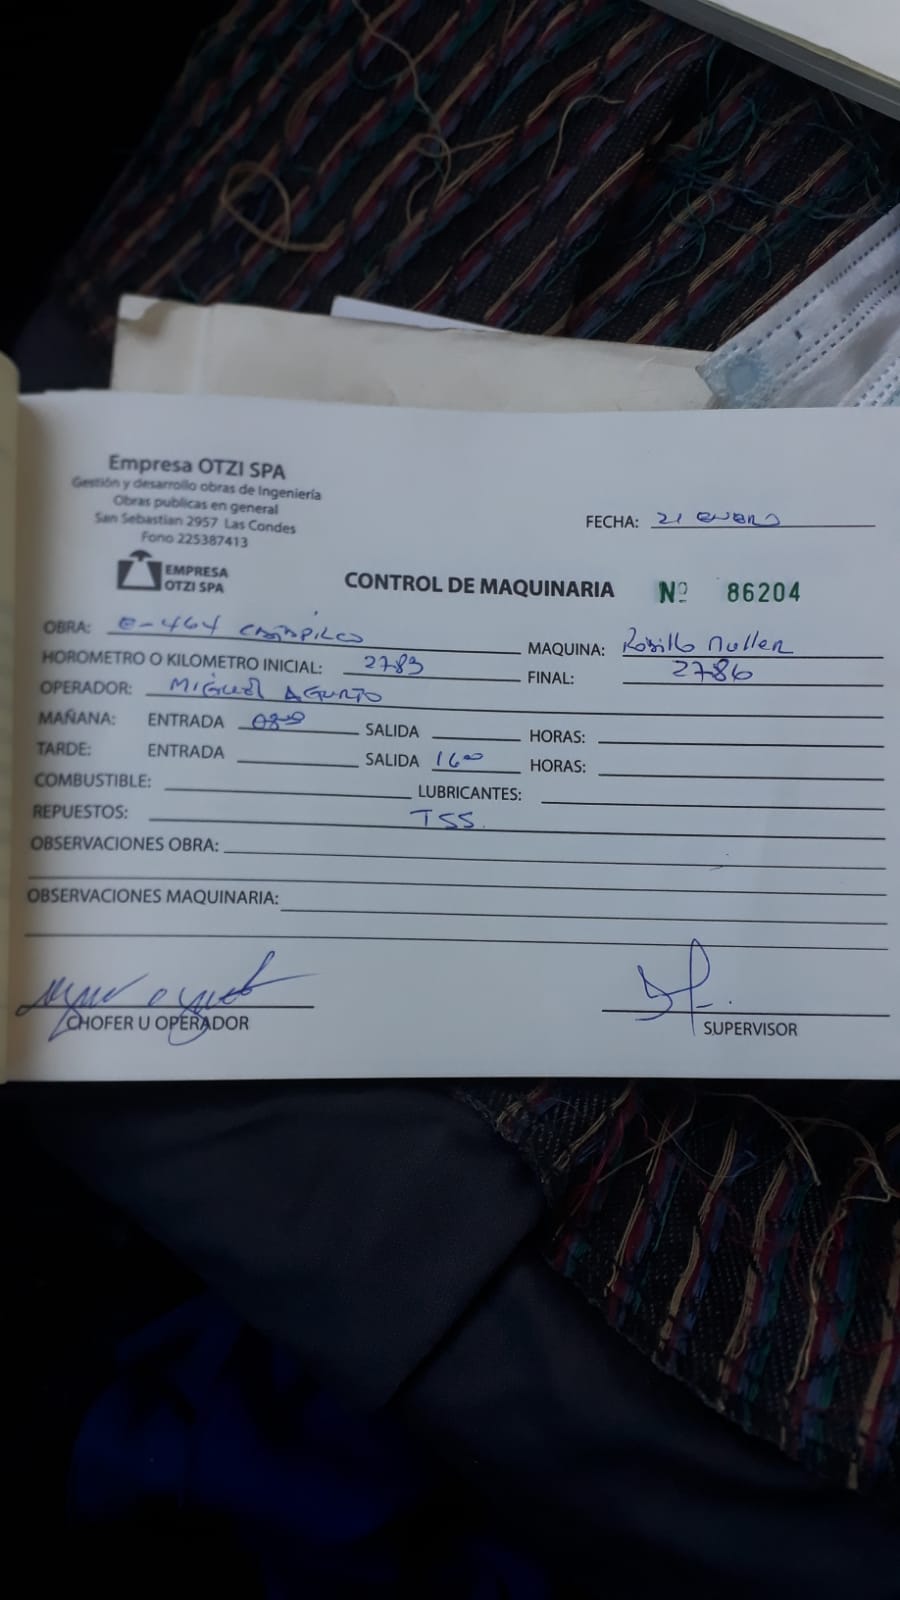 Empresa OTZI SPA
Gestión y desarrollo obras de Ingeniería
Obras publicas en general
San Sebastian 2957 Las Condes
Fono 225387413
EMPRESA
OTZI SPA
FECHA: 21 ENERO
CONTROL DE MAQUINARIA Nº 86204
OBRA: E-464 CATAPILCO MAQUINA: Rodillo Muller
HOROMETRO O KILOMETRO INICIAL: 2783 FINAL: 2786
OPERADOR: MIGUEL AGURTO
MAÑANA: ENTRADA 0800 SALIDA HORAS:
TARDE: ENTRADA SALIDA 1600 HORAS:
COMBUSTIBLE: LUBRICANTES:
REPUESTOS: TSS.
OBSERVACIONES OBRA:
OBSERVACIONES MAQUINARIA:
CHOFER U OPERADOR SUPERVISOR